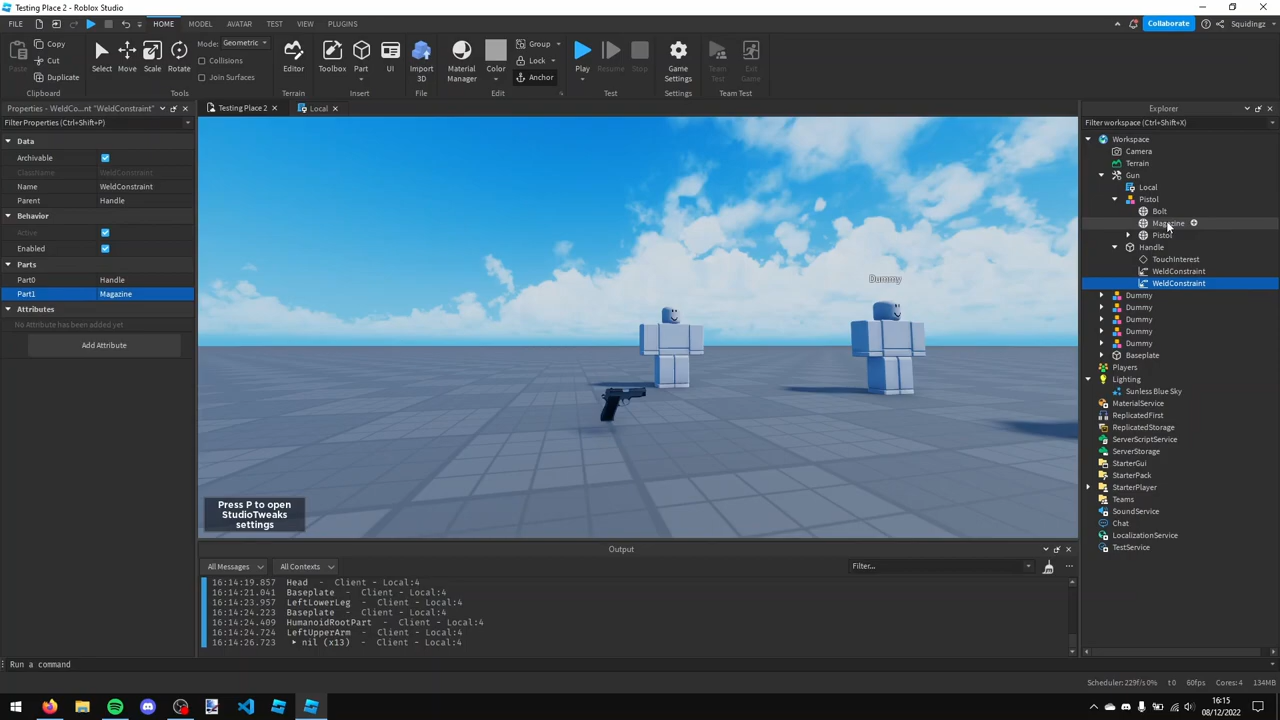 Testing Place 2 - Roblox Studio
FILE HOME MODEL AVATAR TEST VIEW PLUGINS
Collaborate Squidingz
Paste Copy Cut Duplicate
Clipboard
Select Move Scale Rotate
Mode: Geometric
Collisions
Join Surfaces
Tools
Editor
Terrain
Toolbox Part UI
Insert
Import 3D
File
Material Manager Color
Group
Lock
Anchor
Edit
Play Resume Stop
Test
Game Settings
Settings
Team Test Exit Game
Team Test
Properties - WeldCo...nt "WeldConstraint"
Filter Properties (Ctrl+Shift+P)
Data
Archivable
ClassName WeldConstraint
Name WeldConstraint
Parent Handle
Behavior
Active
Enabled
Parts
Part0 Handle
Part1 Magazine
Attributes
No Attribute has been added yet
Add Attribute
Testing Place 2
Local
Dummy
Press P to open
StudioTweaks
settings
Output
All Messages All Contexts Filter...
16:14:19.857 Head - Client - Local:4
16:14:21.041 Baseplate - Client - Local:4
16:14:23.957 LeftLowerLeg - Client - Local:4
16:14:24.223 Baseplate - Client - Local:4
16:14:24.409 HumanoidRootPart - Client - Local:4
16:14:24.724 LeftUpperArm - Client - Local:4
16:14:26.723 nil (x13) - Client - Local:4
Run a command
Explorer
Filter workspace (Ctrl+Shift+X)
Workspace
Camera
Terrain
Gun
Local
Pistol
Bolt
Magazine
Pistol
Handle
TouchInterest
WeldConstraint
WeldConstraint
Dummy
Dummy
Dummy
Dummy
Dummy
Baseplate
Players
Lighting
Sunless Blue Sky
MaterialService
ReplicatedFirst
ReplicatedStorage
ServerScriptService
ServerStorage
StarterGui
StarterPack
StarterPlayer
Teams
SoundService
Chat
LocalizationService
TestService
Scheduler: 229f/s 0% t 0 60fps Cores: 4 134MB
16:15
08/12/2022